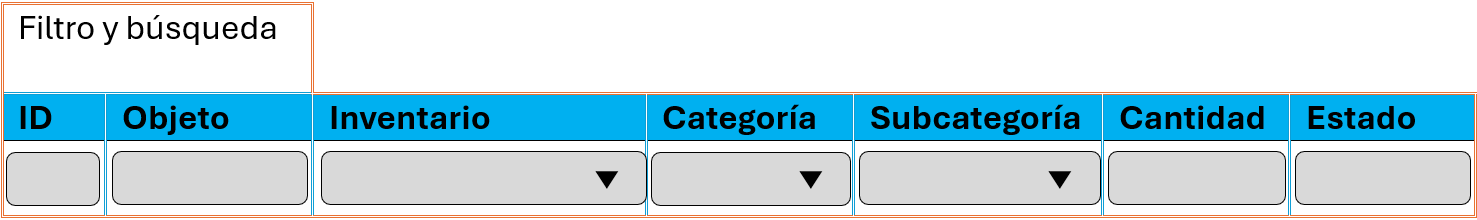 Filtro y búsqueda
ID Objeto Inventario Categoría Subcategoría Cantidad Estado